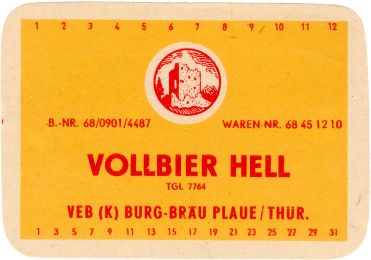 1 2 3 4 5 6 7 8 9 10 11 12
B.-NR. 68/0901/4487 WAREN-NR. 68 45 12 10
VOLLBIER HELL
TGL 7764
VEB (K) BURG-BRÄU PLAUE/THÜR.
1 3 5 7 9 11 13 15 17 19 21 23 25 27 29 31